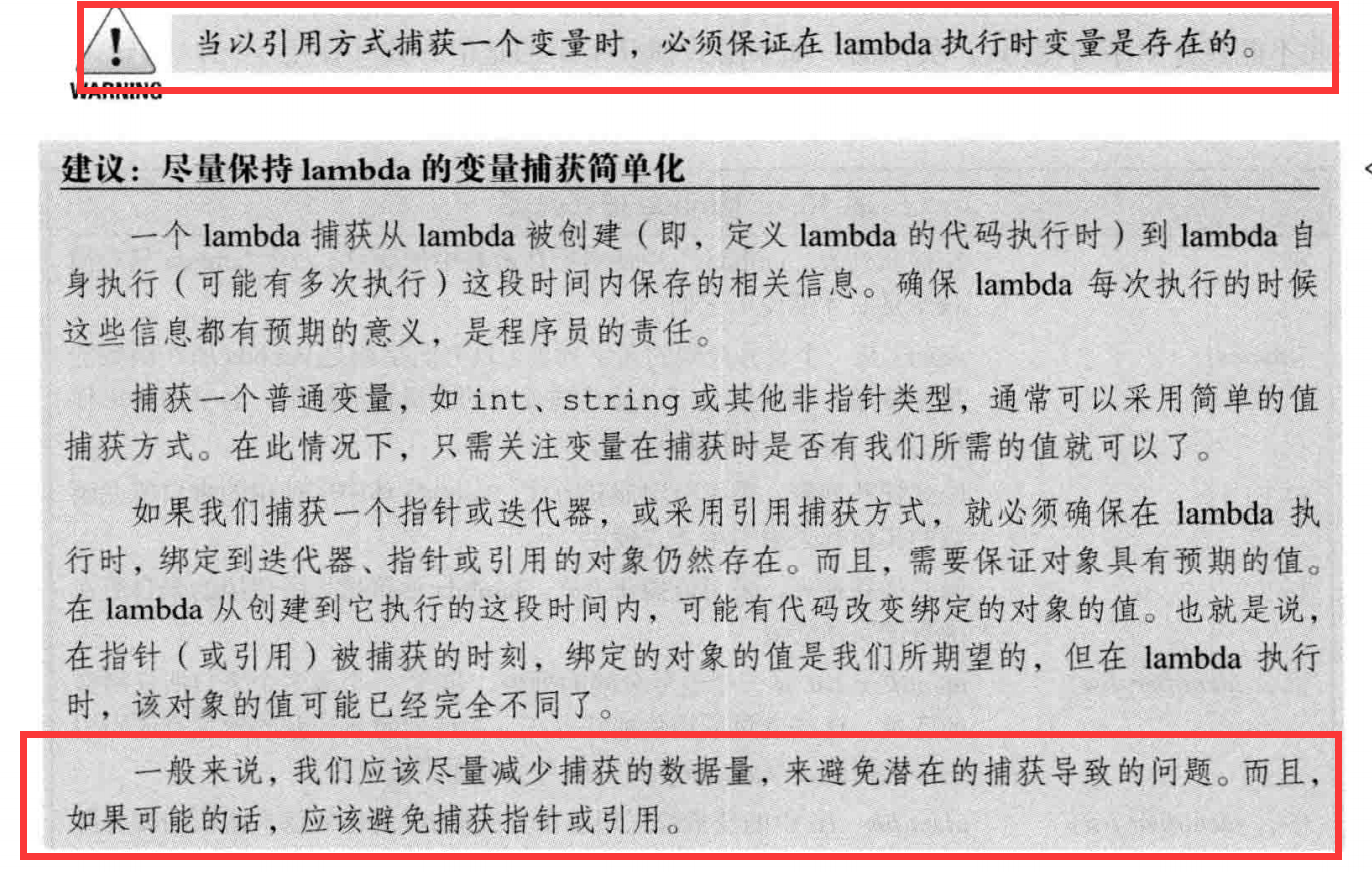 当以引用方式捕获一个变量时，必须保证在 lambda 执行时变量是存在的。
WARNING
建议：尽量保持 lambda 的变量捕获简单化
一个 lambda 捕获从 lambda 被创建（即，定义 lambda 的代码执行时）到 lambda 自
身执行（可能有多次执行）这段时间内保存的相关信息。确保 lambda 每次执行的时候
这些信息都有预期的意义，是程序员的责任。
捕获一个普通变量，如 int、string 或其他非指针类型，通常可以采用简单的值
捕获方式。在此情况下，只需关注变量在捕获时是否有我们所需的值就可以了。
如果我们捕获一个指针或迭代器，或采用引用捕获方式，就必须确保在 lambda 执
行时，绑定到迭代器、指针或引用的对象仍然存在。而且，需要保证对象具有预期的值。
在 lambda 从创建到它执行的这段时间内，可能有代码改变绑定的对象的值。也就是说，
在指针（或引用）被捕获的时刻，绑定的对象的值是我们所期望的，但在 lambda 执行
时，该对象的值可能已经完全不同了。
一般来说，我们应该尽量减少捕获的数据量，来避免潜在的捕获导致的问题。而且，
如果可能的话，应该避免捕获指针或引用。